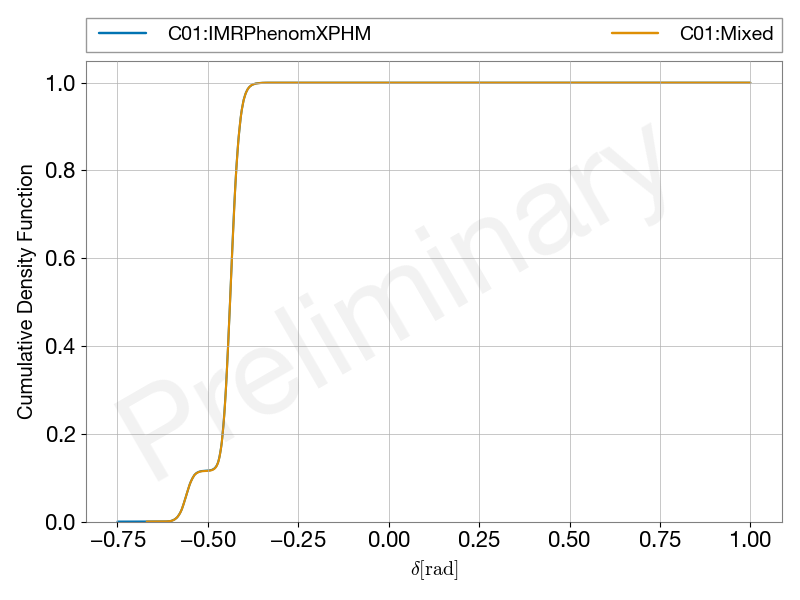 C01:IMRPhenomXPHM C01:Mixed
Cumulative Density Function
1.0
0.8
0.6
0.4
0.2
0.0
Preliminary
−0.75 −0.50 −0.25 0.00 0.25 0.50 0.75 1.00
δ[rad]